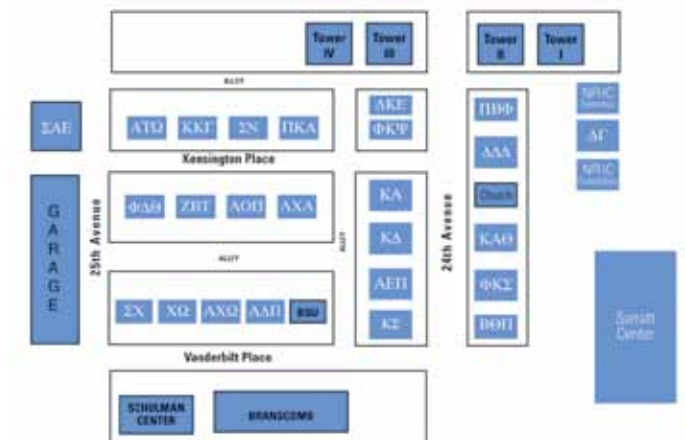 Tower
IV
Tower
III
Tower
II
Tower
I
ALLEY
ΣΑΕ
ΑΤΩ
ΚΚΓ
ΣΝ
ΠΚΑ
ΔΚΕ
ΦΚΨ
ΠΒΦ
ΔΔΔ
Church
ΚΑΘ
ΦΚΣ
ΒΘΠ
NPHC
ΔΓ
NPHC
Kensington Place
GARAGE
25th Avenue
ΦΔΘ
ΖΒΤ
ΑΟΠ
ΛΧΑ
ALLEY
ALLEY
ΚΑ
ΚΔ
ΑΕΠ
ΚΣ
24th Avenue
ΣΧ
ΧΩ
ΑΧΩ
BSU
Vanderbilt Place
Sarratt
Center
SCHULMAN
CENTER
BRANSCOMB